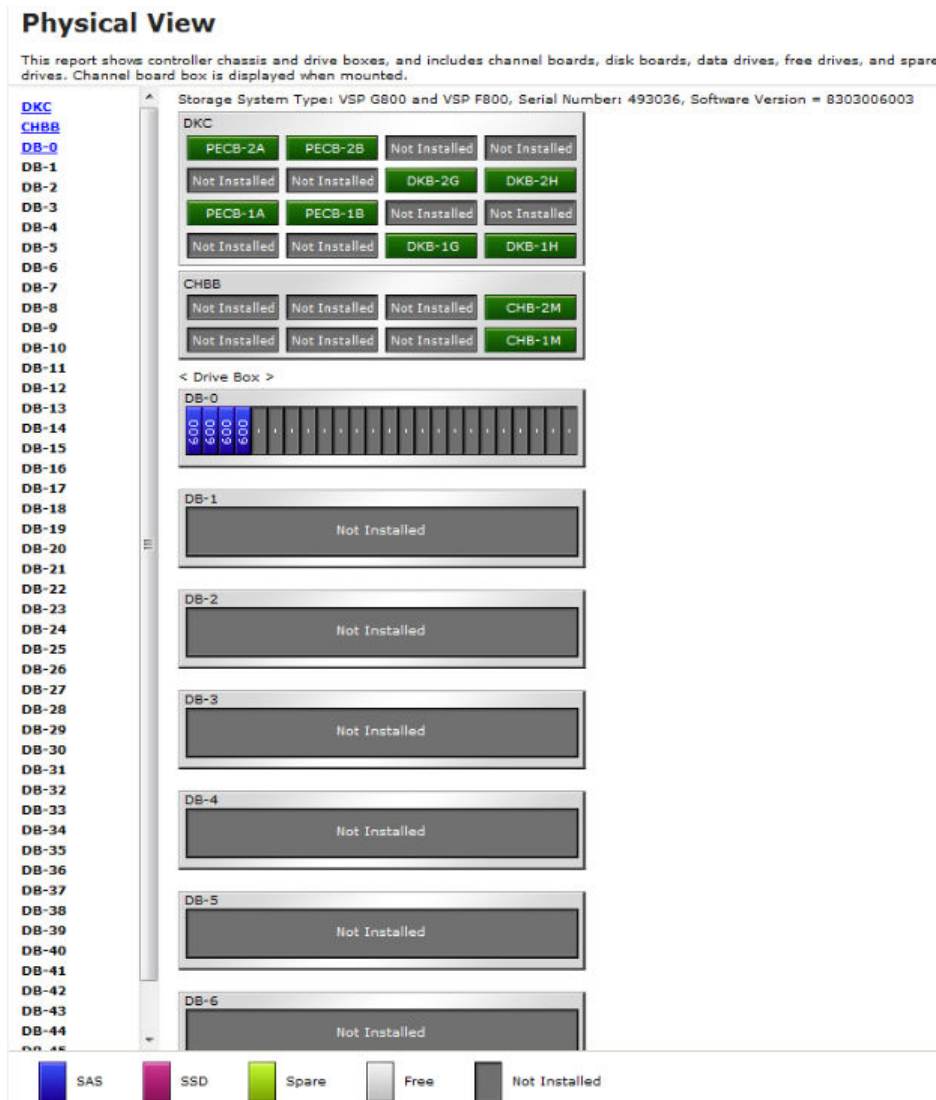 Physical View
This report shows controller chassis and drive boxes, and includes channel boards, disk boards, data drives, free drives, and spare
drives. Channel board box is displayed when mounted.
DKC
CHBB
DB-0
DB-1
DB-2
DB-3
DB-4
DB-5
DB-6
DB-7
DB-8
DB-9
DB-10
DB-11
DB-12
DB-13
DB-14
DB-15
DB-16
DB-17
DB-18
DB-19
DB-20
DB-21
DB-22
DB-23
DB-24
DB-25
DB-26
DB-27
DB-28
DB-29
DB-30
DB-31
DB-32
DB-33
DB-34
DB-35
DB-36
DB-37
DB-38
DB-39
DB-40
DB-41
DB-42
DB-43
DB-44
DB-45
Storage System Type: VSP G800 and VSP F800, Serial Number: 493036, Software Version = 8303006003
DKC
PECB-2A PECB-2B Not Installed Not Installed
Not Installed Not Installed DKB-2G DKB-2H
PECB-1A PECB-1B Not Installed Not Installed
Not Installed Not Installed DKB-1G DKB-1H
CHBB
Not Installed Not Installed Not Installed CHB-2M
Not Installed Not Installed Not Installed CHB-1M
< Drive Box >
DB-0
600 600 600 600 - - - - - - - - - - - - - - - - - - - -
DB-1
Not Installed
DB-2
Not Installed
DB-3
Not Installed
DB-4
Not Installed
DB-5
Not Installed
DB-6
Not Installed
SAS SSD Spare Free Not Installed